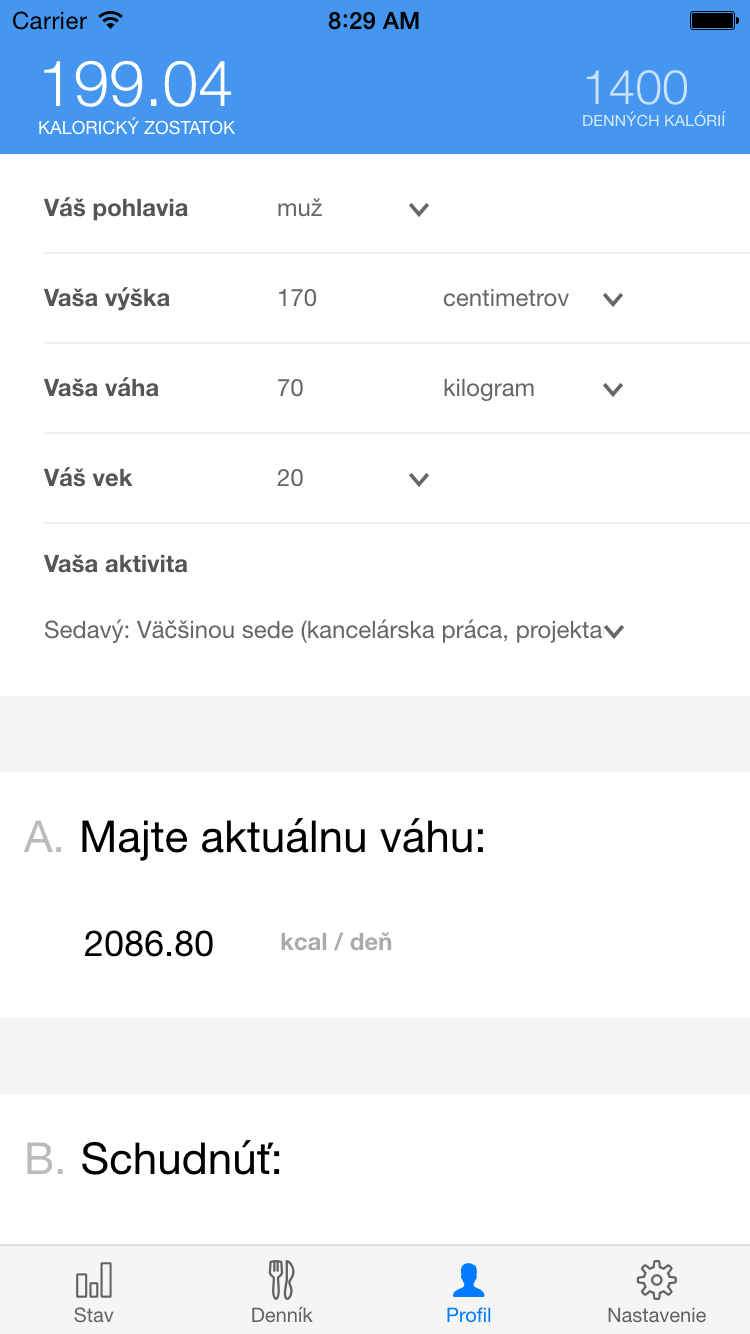 Carrier 8:29 AM
199.04 1400
KALORICKÝ ZOSTATOK DENNÝCH KALÓRIÍ
Váš pohlavia muž
Vaša výška 170 centimetrov
Vaša váha 70 kilogram
Váš vek 20
Vaša aktivita
Sedavý: Väčšinou sede (kancelárska práca, projekta
A. Majte aktuálnu váhu:
2086.80 kcal / deň
B. Schudnúť:
Stav Denník Profil Nastavenie